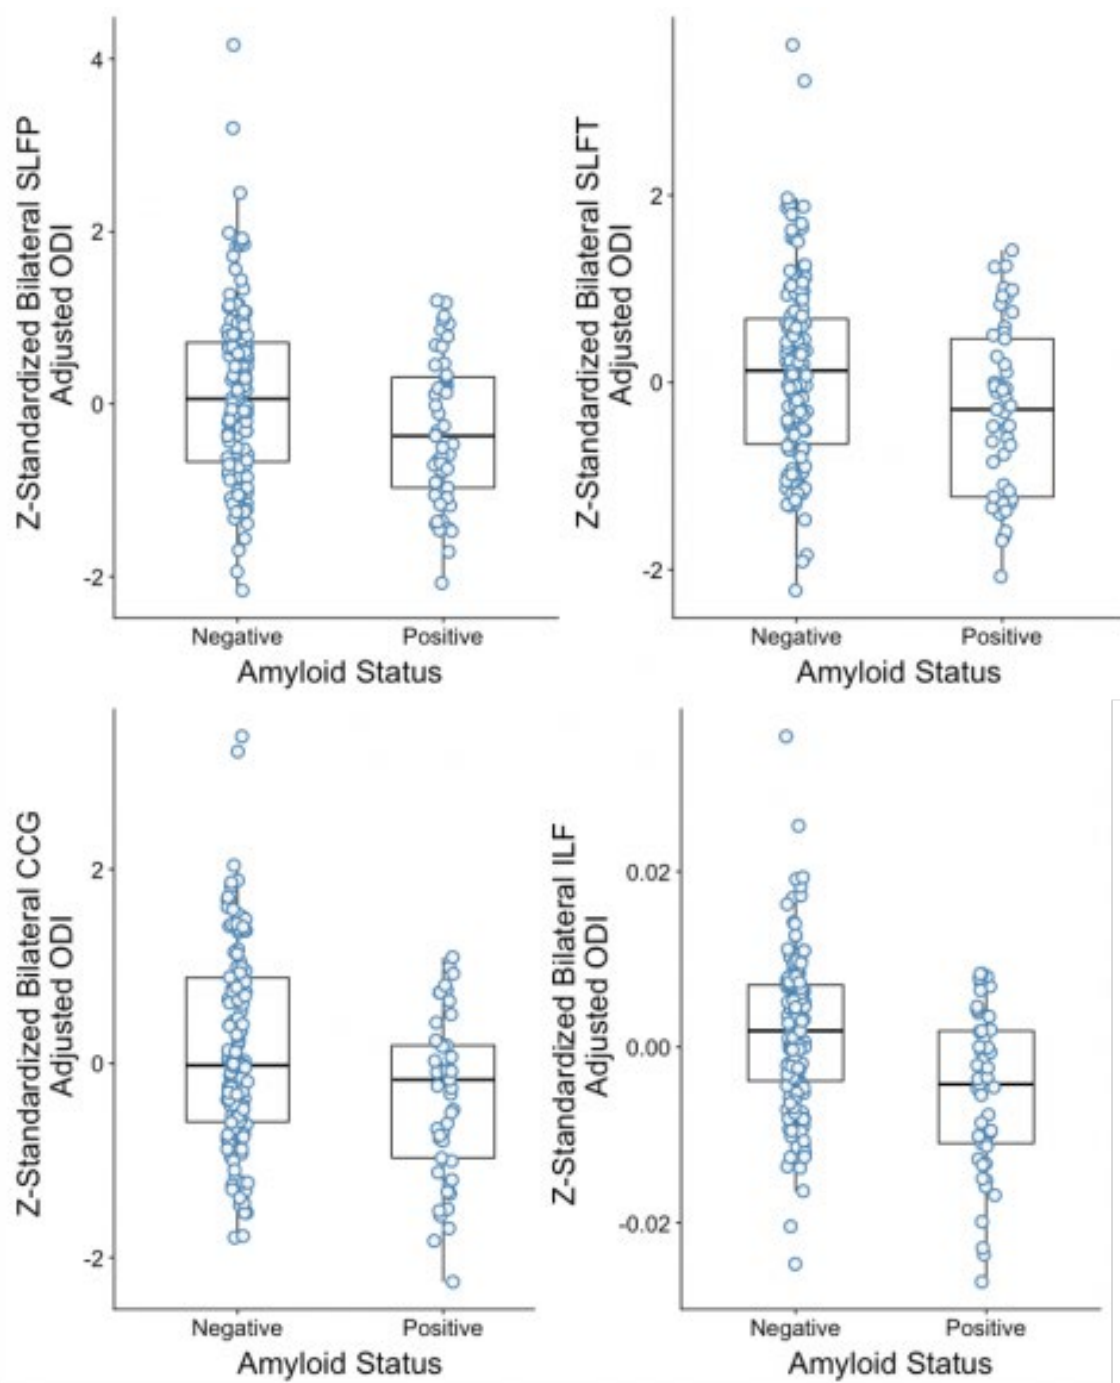 Z-Standardized Bilateral SLFP
Adjusted ODI
4
2
0
-2
Negative
Positive
Amyloid Status
Z-Standardized Bilateral SLFT
Adjusted ODI
2
0
-2
Negative
Positive
Amyloid Status
Z-Standardized Bilateral CCG
Adjusted ODI
2
0
-2
Negative
Positive
Amyloid Status
Z-Standardized Bilateral ILF
Adjusted ODI
0.02
0.00
-0.02
Negative
Positive
Amyloid Status